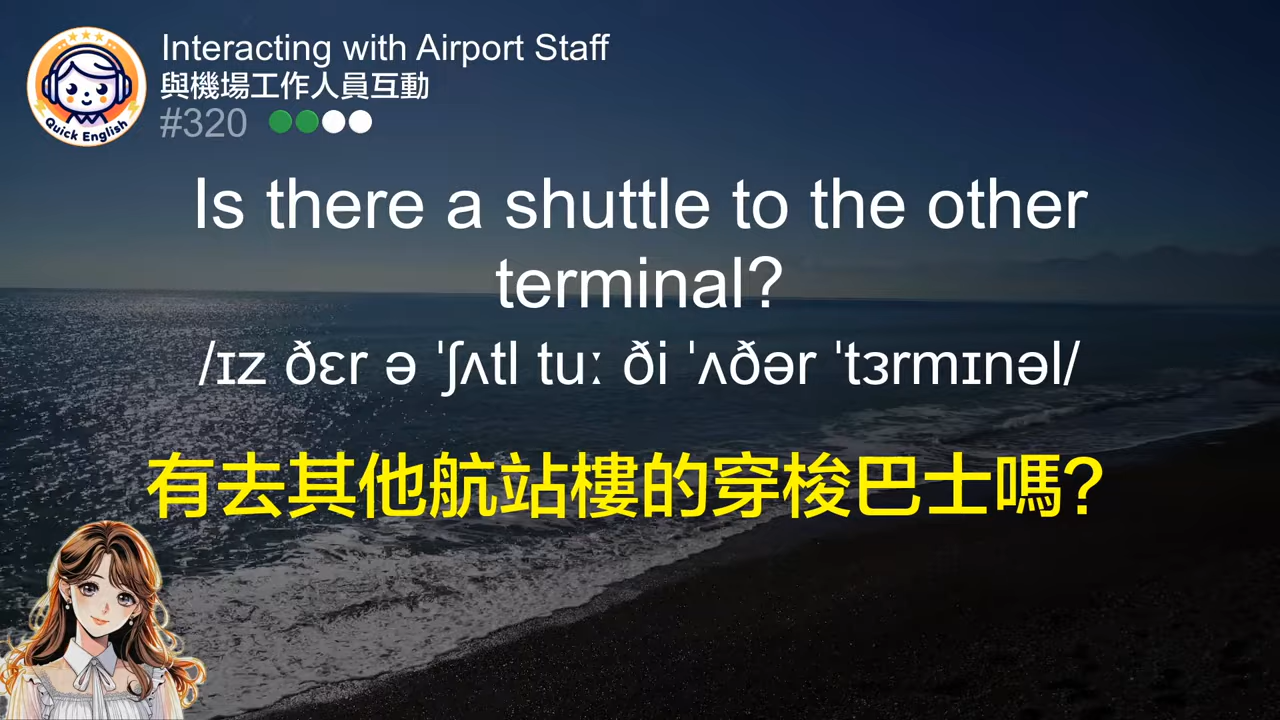 Interacting with Airport Staff
與機場工作人員互動
#320
Quick English
Is there a shuttle to the other
terminal?
/ɪz ðɛr ə ˈʃʌtl tuː ði ˈʌðər ˈtɜrmɪnəl/
有去其他航站樓的穿梭巴士嗎?